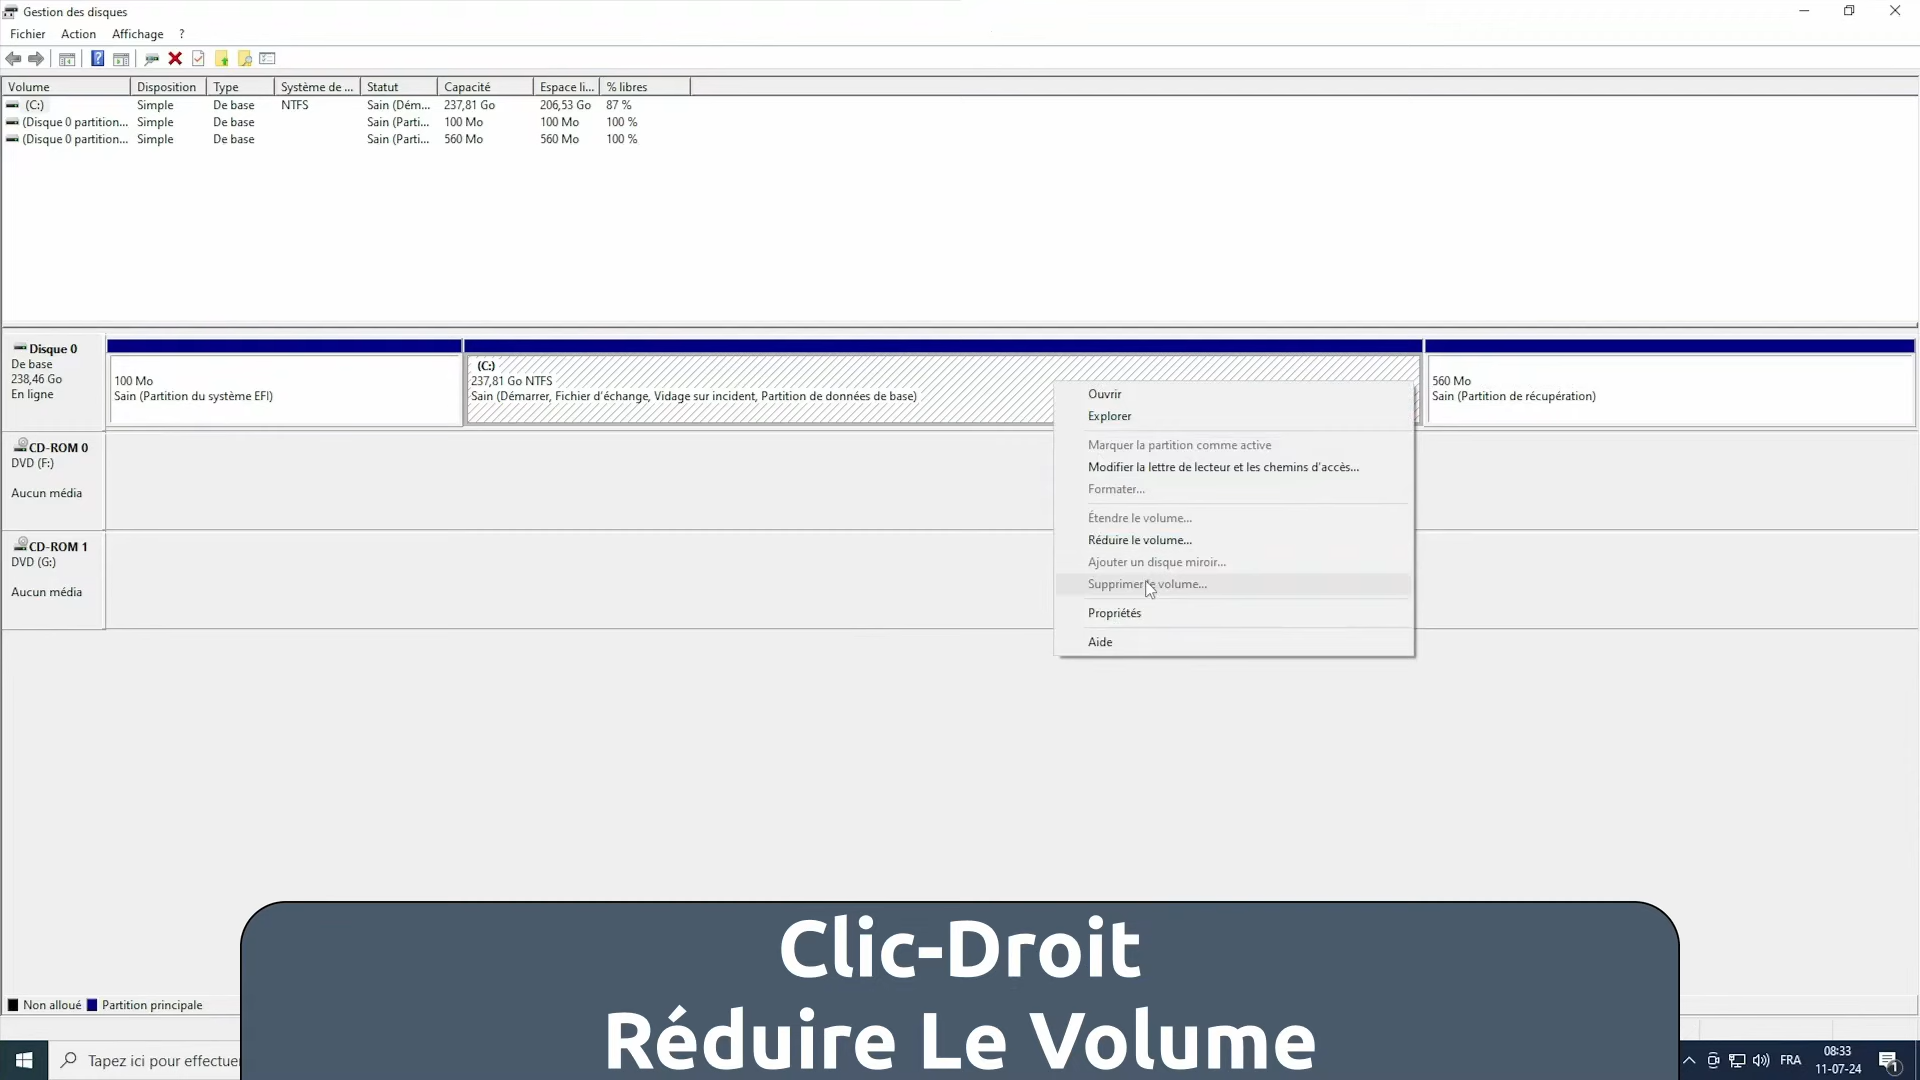 Gestion des disques
Fichier Action Affichage ?
Volume Disposition Type Système de ... Statut Capacité Espace li... % libres
(C:) Simple De base NTFS Sain (Dém... 237,81 Go 206,53 Go 87 %
(Disque 0 partition... Simple De base Sain (Parti... 100 Mo 100 Mo 100 %
(Disque 0 partition... Simple De base Sain (Parti... 560 Mo 560 Mo 100 %
Disque 0
De base
238,46 Go
En ligne
100 Mo
Sain (Partition du système EFI)
(C:)
237,81 Go NTFS
Sain (Démarrer, Fichier d'échange, Vidage sur incident, Partition de données de base)
560 Mo
Sain (Partition de récupération)
CD-ROM 0
DVD (F:)
Aucun média
CD-ROM 1
DVD (G:)
Aucun média
Ouvrir
Explorer
Marquer la partition comme active
Modifier la lettre de lecteur et les chemins d'accès...
Formater...
Étendre le volume...
Réduire le volume...
Ajouter un disque miroir...
Supprimer le volume...
Propriétés
Aide
Non alloué Partition principale
Clic-Droit
Réduire Le Volume
Tapez ici pour effectuer
FRA
08:33
11-07-24
1